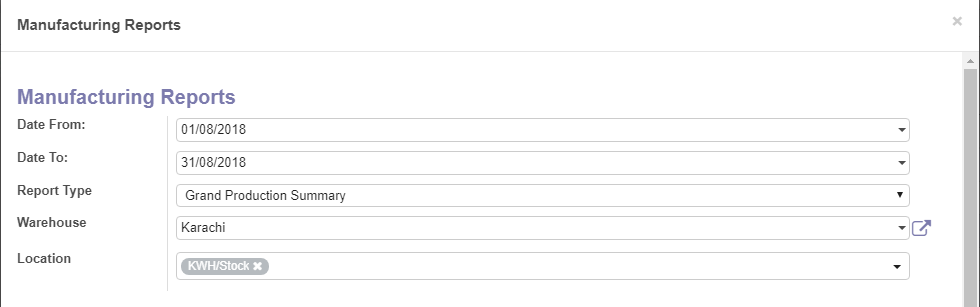 Manufacturing Reports ×
Manufacturing Reports
Date From: 01/08/2018
Date To: 31/08/2018
Report Type Grand Production Summary
Warehouse Karachi
Location KWH/Stock ×